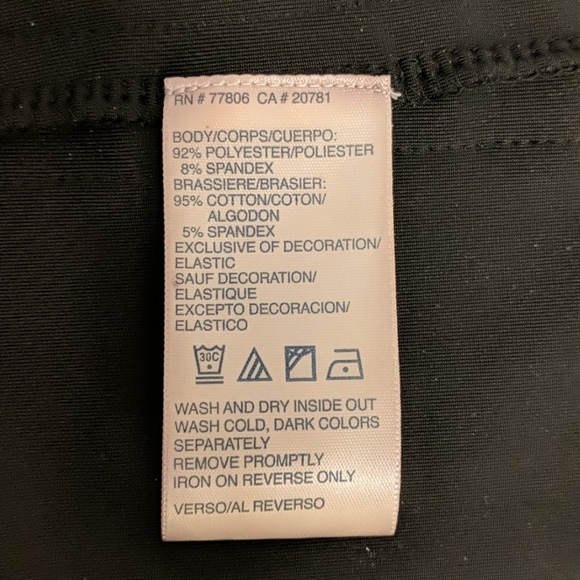 RN # 77806 CA # 20781
BODY/CORPS/CUERPO:
92% POLYESTER/POLIESTER
8% SPANDEX
BRASSIERE/BRASIER:
95% COTTON/COTON/
ALGODON
5% SPANDEX
EXCLUSIVE OF DECORATION/
ELASTIC
SAUF DECORATION/
ELASTIQUE
EXCEPTO DECORACION/
ELASTICO
30C
WASH AND DRY INSIDE OUT
WASH COLD, DARK COLORS
SEPARATELY
REMOVE PROMPTLY
IRON ON REVERSE ONLY
VERSO/AL REVERSO